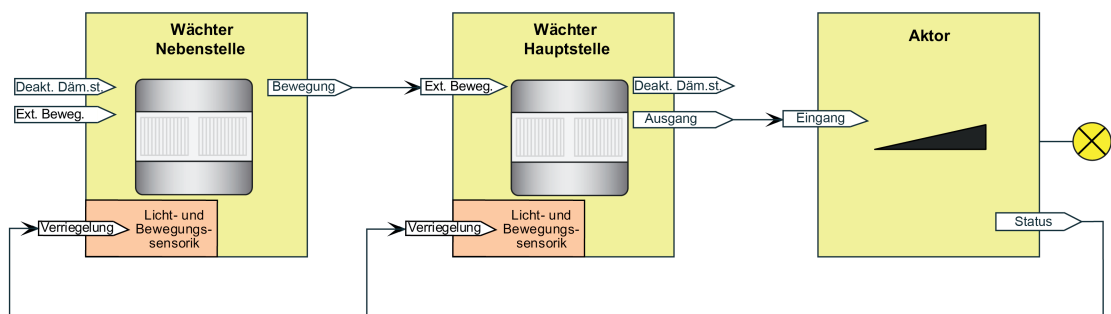 Wächter
Nebenstelle
Deakt. Däm.st.
Ext. Beweg.
Bewegung
Verriegelung
Licht- und
Bewegungs-
sensorik
Wächter
Hauptstelle
Ext. Beweg.
Deakt. Däm.st.
Ausgang
Verriegelung
Licht- und
Bewegungs-
sensorik
Aktor
Eingang
Status